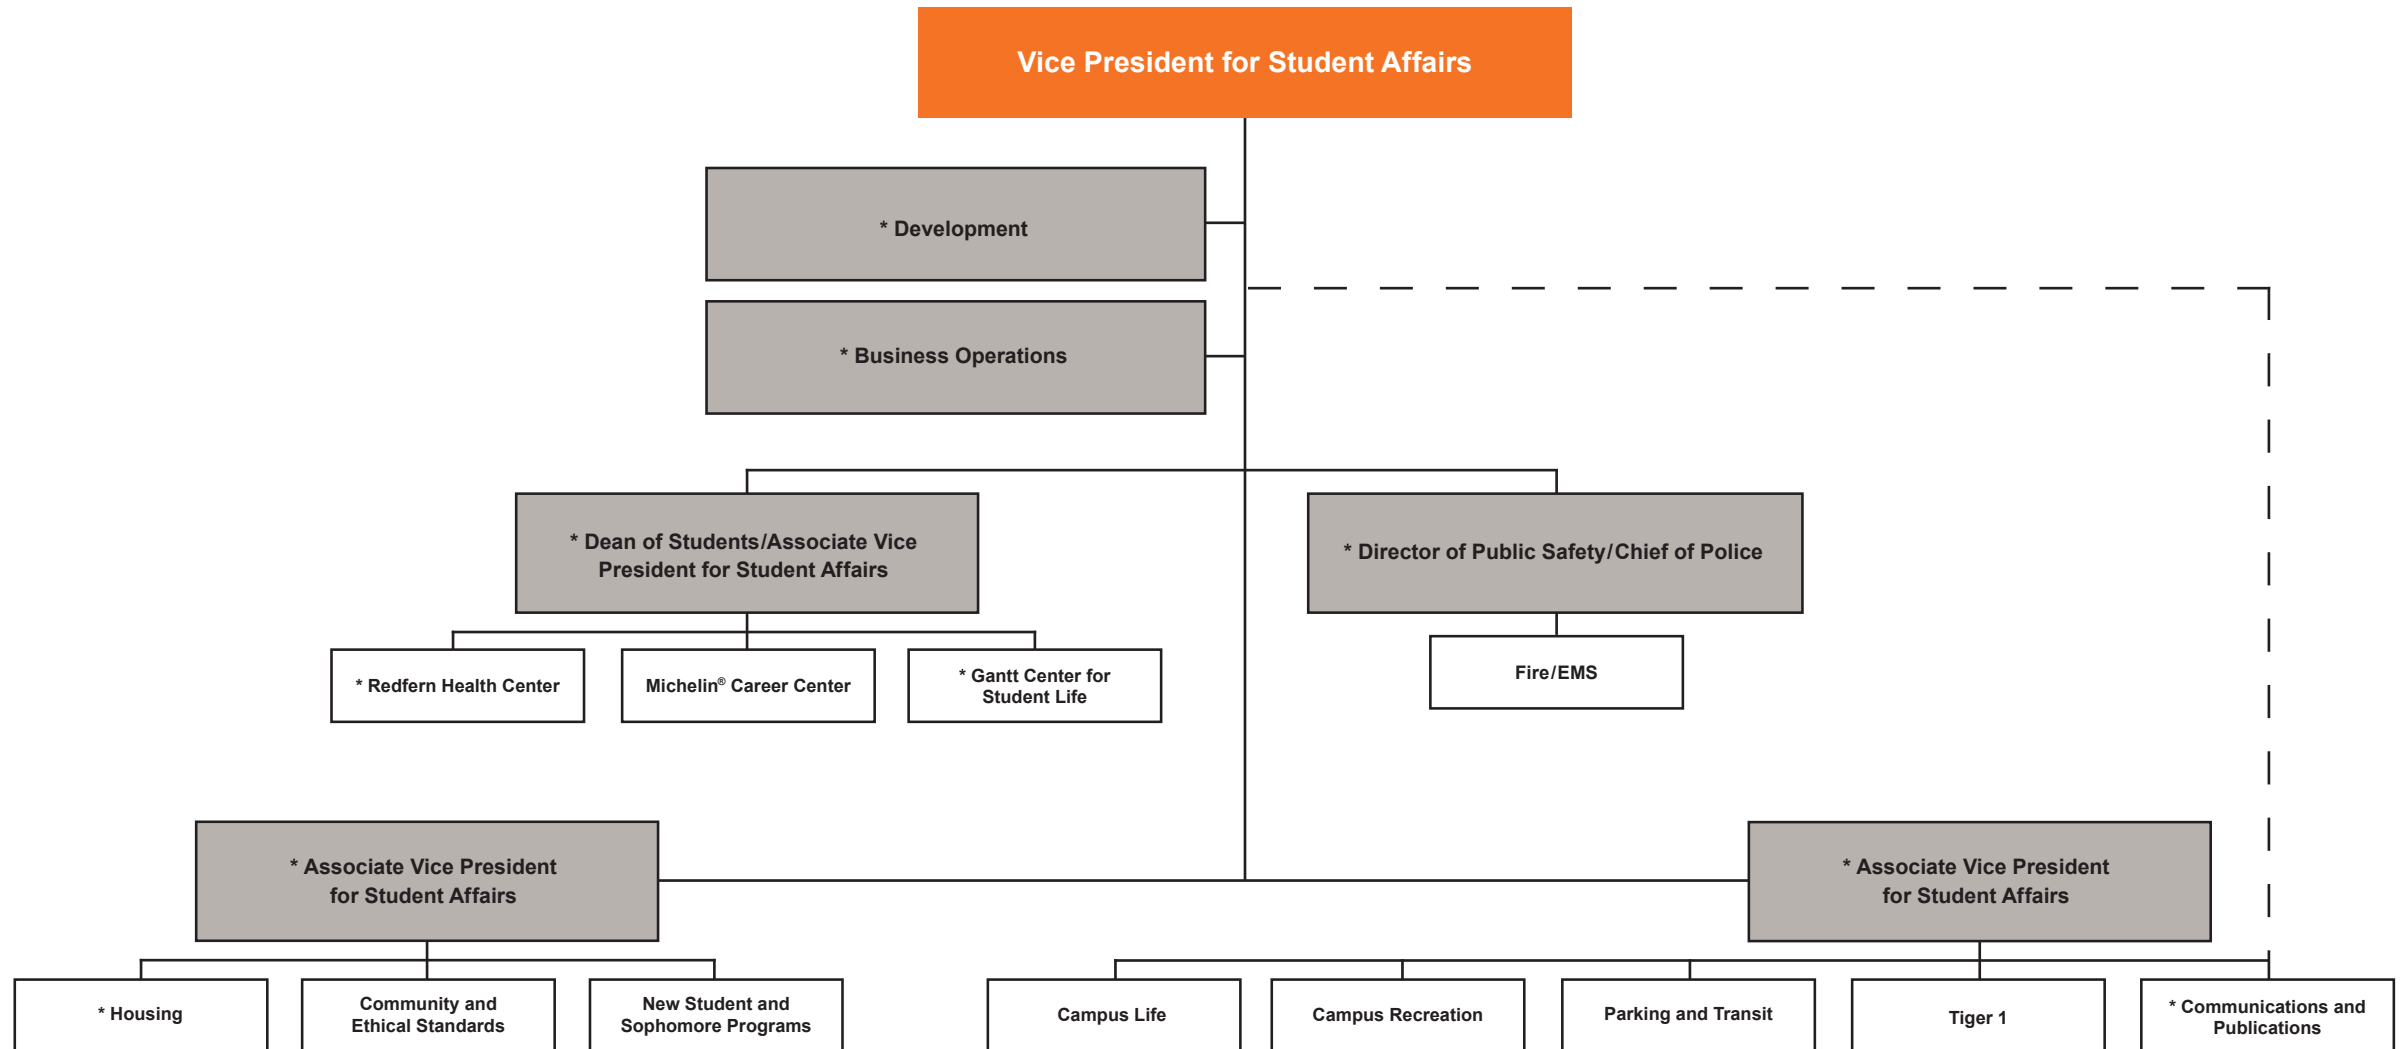 Vice President for Student Affairs
* Development
* Business Operations
* Dean of Students/Associate Vice
President for Student Affairs
* Director of Public Safety/Chief of Police
* Redfern Health Center
Michelin® Career Center
* Gantt Center for
Student Life
Fire/EMS
* Associate Vice President
for Student Affairs
* Associate Vice President
for Student Affairs
* Housing
Community and
Ethical Standards
New Student and
Sophomore Programs
Campus Life
Campus Recreation
Parking and Transit
Tiger 1
* Communications and
Publications